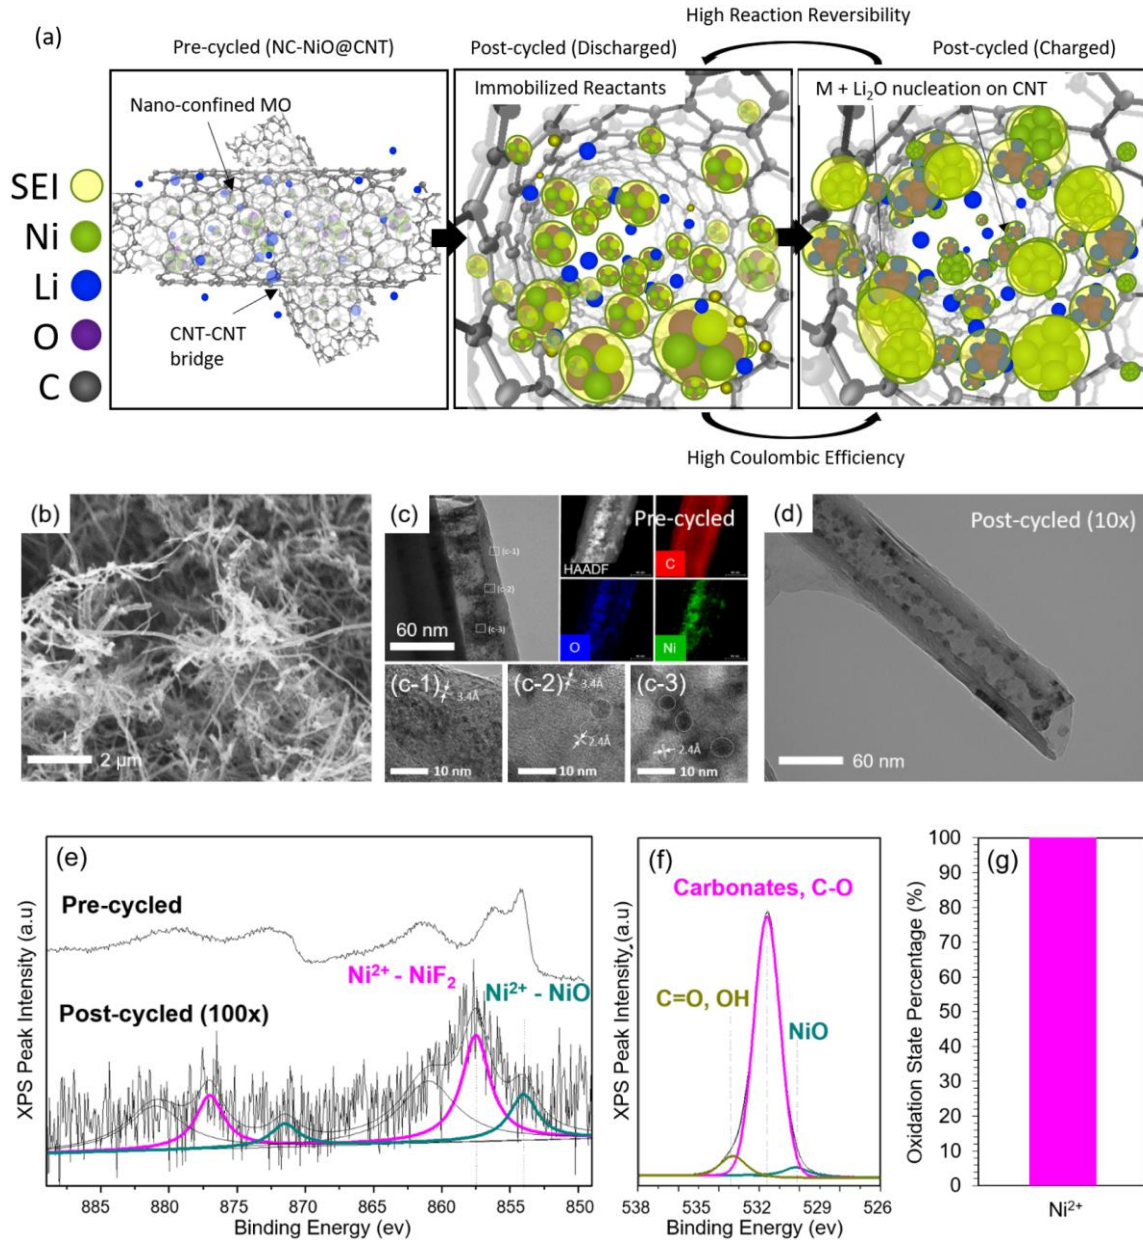 High Reaction Reversibility
(a)
Pre-cycled (NC-NiO@CNT)
Post-cycled (Discharged)
Post-cycled (Charged)
Nano-confined MO
Immobilized Reactants
M + Li₂O nucleation on CNT
SEI
Ni
Li
O
C
CNT-CNT
bridge
High Coulombic Efficiency
(b)
2 µm
(c)
(c-1)
(c-2)
(c-3)
60 nm
Pre-cycled
HAADF
C
O
Ni
(c-1)
3.4Å
10 nm
(c-2)
3.4Å
2.4Å
10 nm
(c-3)
2.4Å
10 nm
(d)
Post-cycled (10x)
60 nm
(e)
Pre-cycled
Ni²⁺ - NiF₂
Ni²⁺ - NiO
Post-cycled (100x)
XPS Peak Intensity (a.u)
885 880 875 870 865 860 855 850
Binding Energy (ev)
(f)
Carbonates, C-O
C=O, OH
NiO
XPS Peak Intensity (a.u)
538 535 532 529 526
Binding Energy (ev)
(g)
Oxidation State Percentage (%)
100
90
80
70
60
50
40
30
20
10
0
Ni²⁺